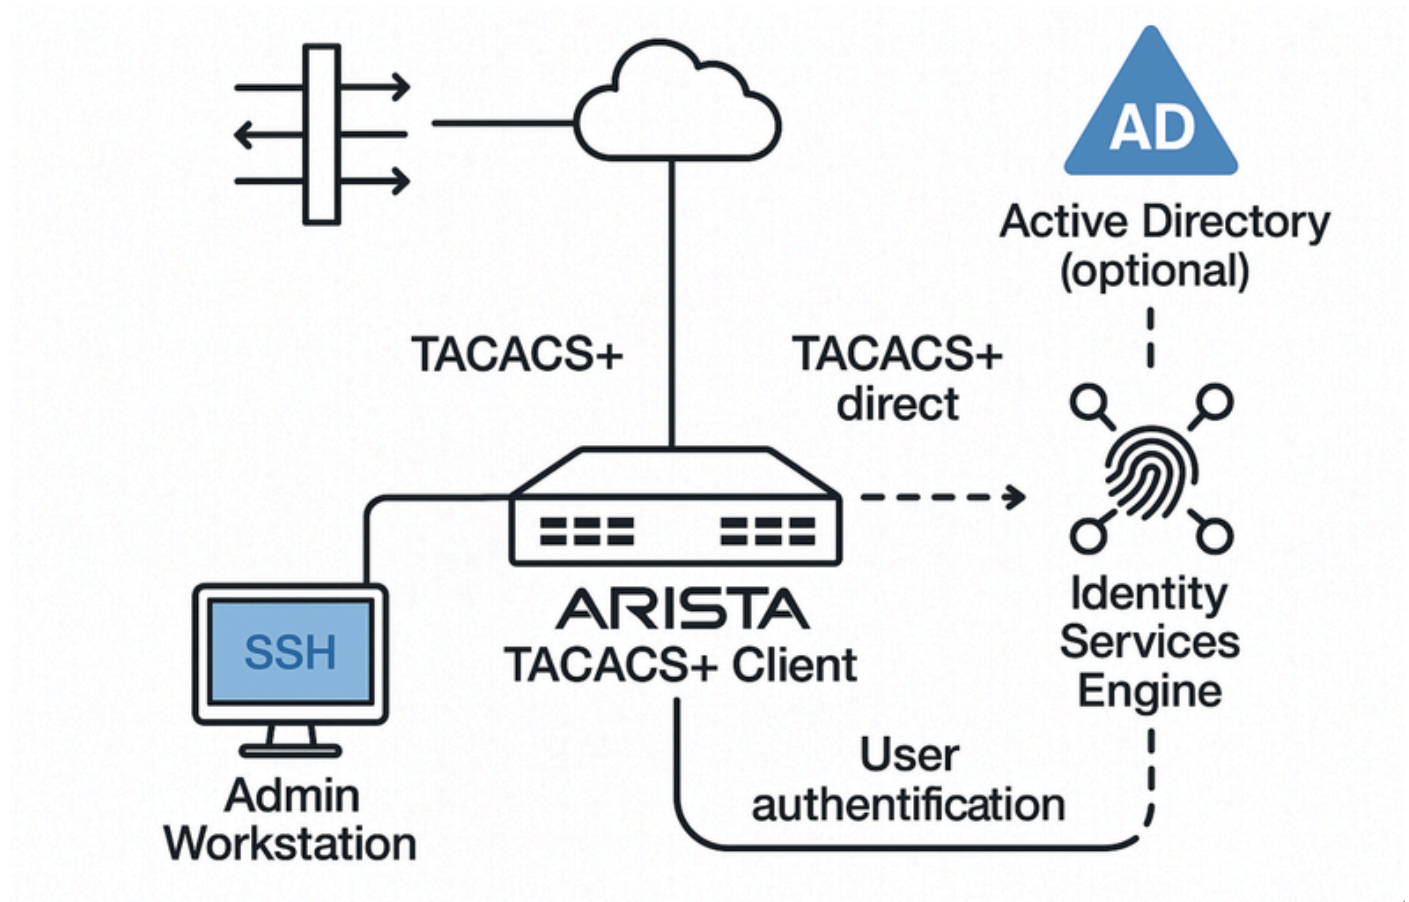 AD
Active Directory
(optional)
TACACS+
TACACS+
direct
SSH
Admin
Workstation
ARISTA
TACACS+ Client
Identity
Services
Engine
User
authentification